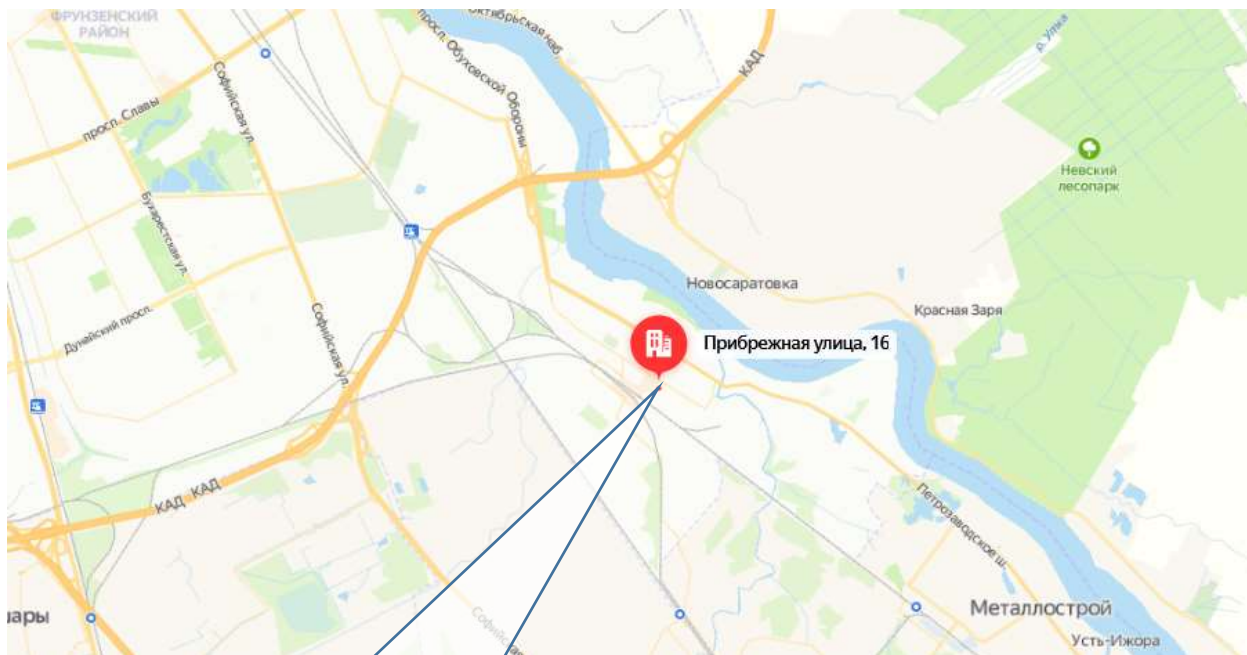 ФРУНЗЕНСКИЙ
РАЙОН
Октябрьская наб.
просп. Обуховской Обороны
КАД
р. Утка
Софийская ул.
просп. Славы
Невский
лесопарк
Бухарестская ул.
Новосаратовка
Красная Заря
Дунайский просп.
Софийская ул.
Прибрежная улица, 16
КАД КАД
Петрозаводское ш.
шары
Софийская
Металлострой
Усть-Ижора